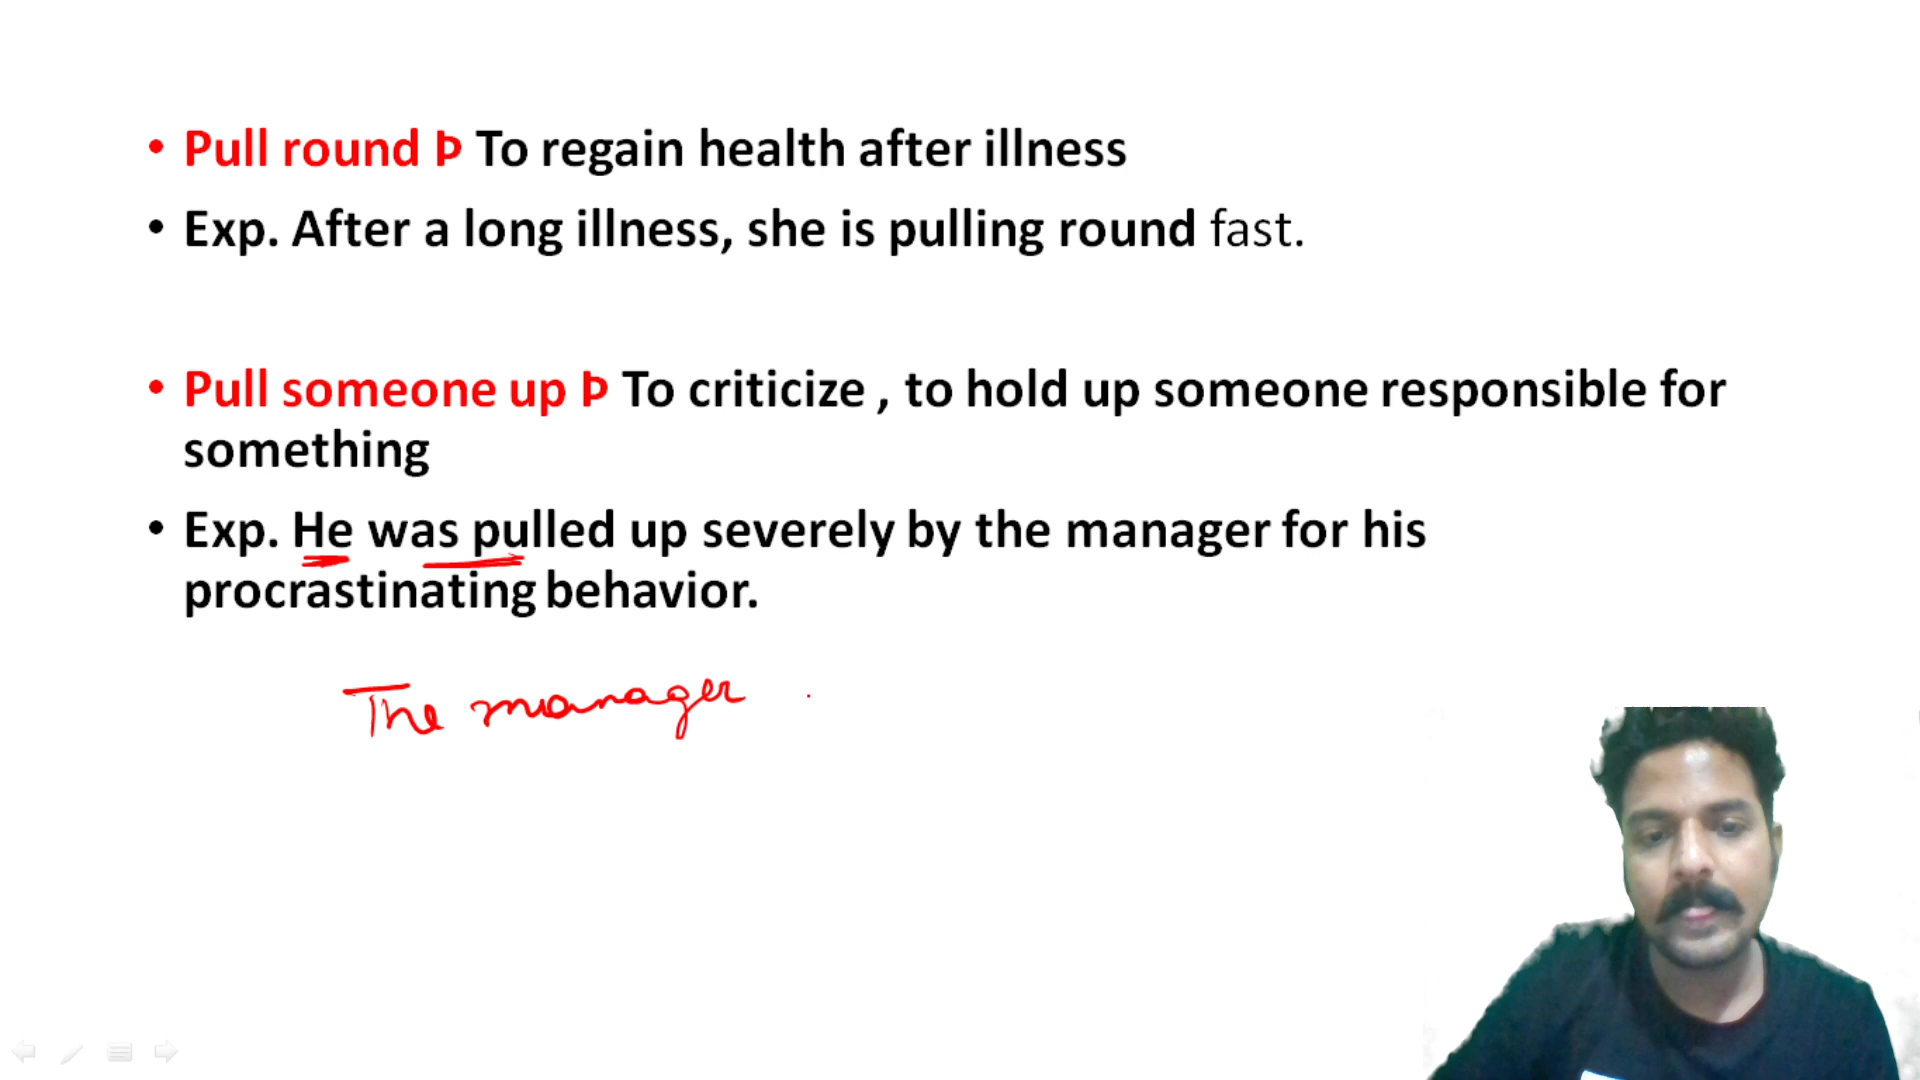 • Pull round Þ To regain health after illness
• Exp. After a long illness, she is pulling round fast.
• Pull someone up Þ To criticize , to hold up someone responsible for
something
• Exp. He was pulled up severely by the manager for his
procrastinating behavior.
The manager